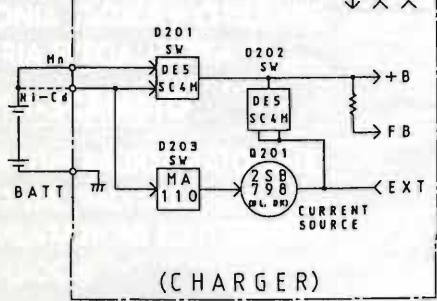 D201
SW
D202
SW
Mn
Ni-Cd
DE5
SC4M
+B
DE5
SC4M
FB
D203
SW
Q201
MA
110
2SB
798
(DL, DK)
EXT
BATT
CURRENT
SOURCE
(CHARGER)